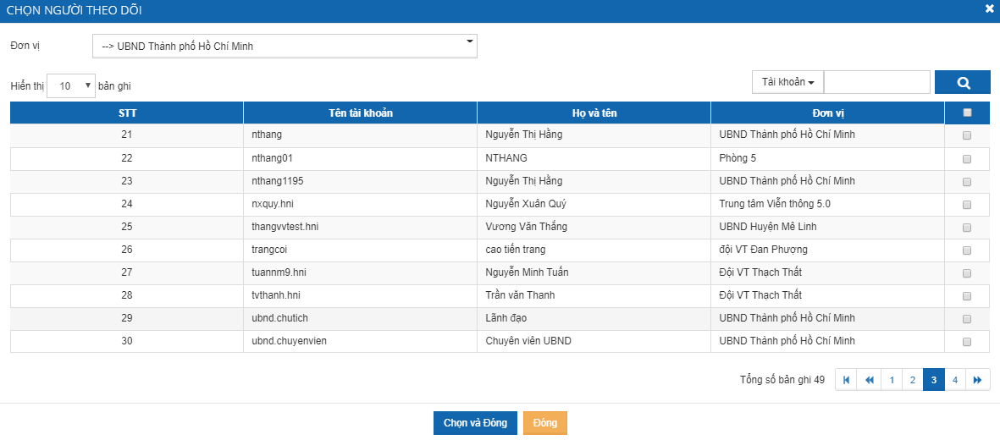 CHỌN NGƯỜI THEO DÕI
Đơn vị --> UBND Thành phố Hồ Chí Minh
Hiển thị 10 bản ghi Tài khoản
STT Tên tài khoản Họ và tên Đơn vị
21 nthang Nguyễn Thị Hằng UBND Thành phố Hồ Chí Minh
22 nthang01 NTHANG Phòng 5
23 nthang1195 Nguyễn Thị Hằng UBND Thành phố Hồ Chí Minh
24 nxquy.hni Nguyễn Xuân Quý Trung tâm Viễn thông 5.0
25 thangvvtest.hni Vương Văn Thắng UBND Huyện Mê Linh
26 trangcoi cao tiến trang đội VT Đan Phượng
27 tuannm9.hni Nguyễn Minh Tuấn Đội VT Thạch Thất
28 tvthanh.hni Trần văn Thanh Đội VT Thạch Thất
29 ubnd.chutich Lãnh đạo UBND Thành phố Hồ Chí Minh
30 ubnd.chuyenvien Chuyên viên UBND UBND Thành phố Hồ Chí Minh
Tổng số bản ghi 49 1 2 3 4
Chọn và Đóng Đóng